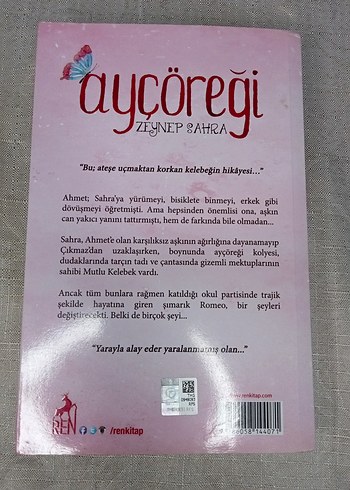 ayçöreği
ZEYNEP SAHRA
"Bu; ateşe uçmaktan korkan kelebeğin hikâyesi..."
Ahmet; Sahra'ya yürümeyi, bisiklete binmeyi, erkek gibi
dövüşmeyi öğretmişti. Ama hepsinden önemlisi ona, aşkın
can yakıcı yanını tattırmıştı, hem de farkında bile olmadan...
Sahra, Ahmet'e olan karşılıksız aşkının ağırlığına dayanamayıp
Çıkmaz'dan uzaklaşırken, boynunda ayçöreği kolyesi,
dudaklarında tarçın tadı ve çantasında gizemli mektuplarının
sahibi Mutlu Kelebek vardı.
Ancak tüm bunlara rağmen katıldığı okul partisinde trajik
şekilde hayatına giren şımarık Romeo, bir şeyleri
değiştirecekti. Belki de birçok şeyi...
"Yarayla alay eder yaralanmamış olan..."
www.renkitap.com
REN
/renkitap